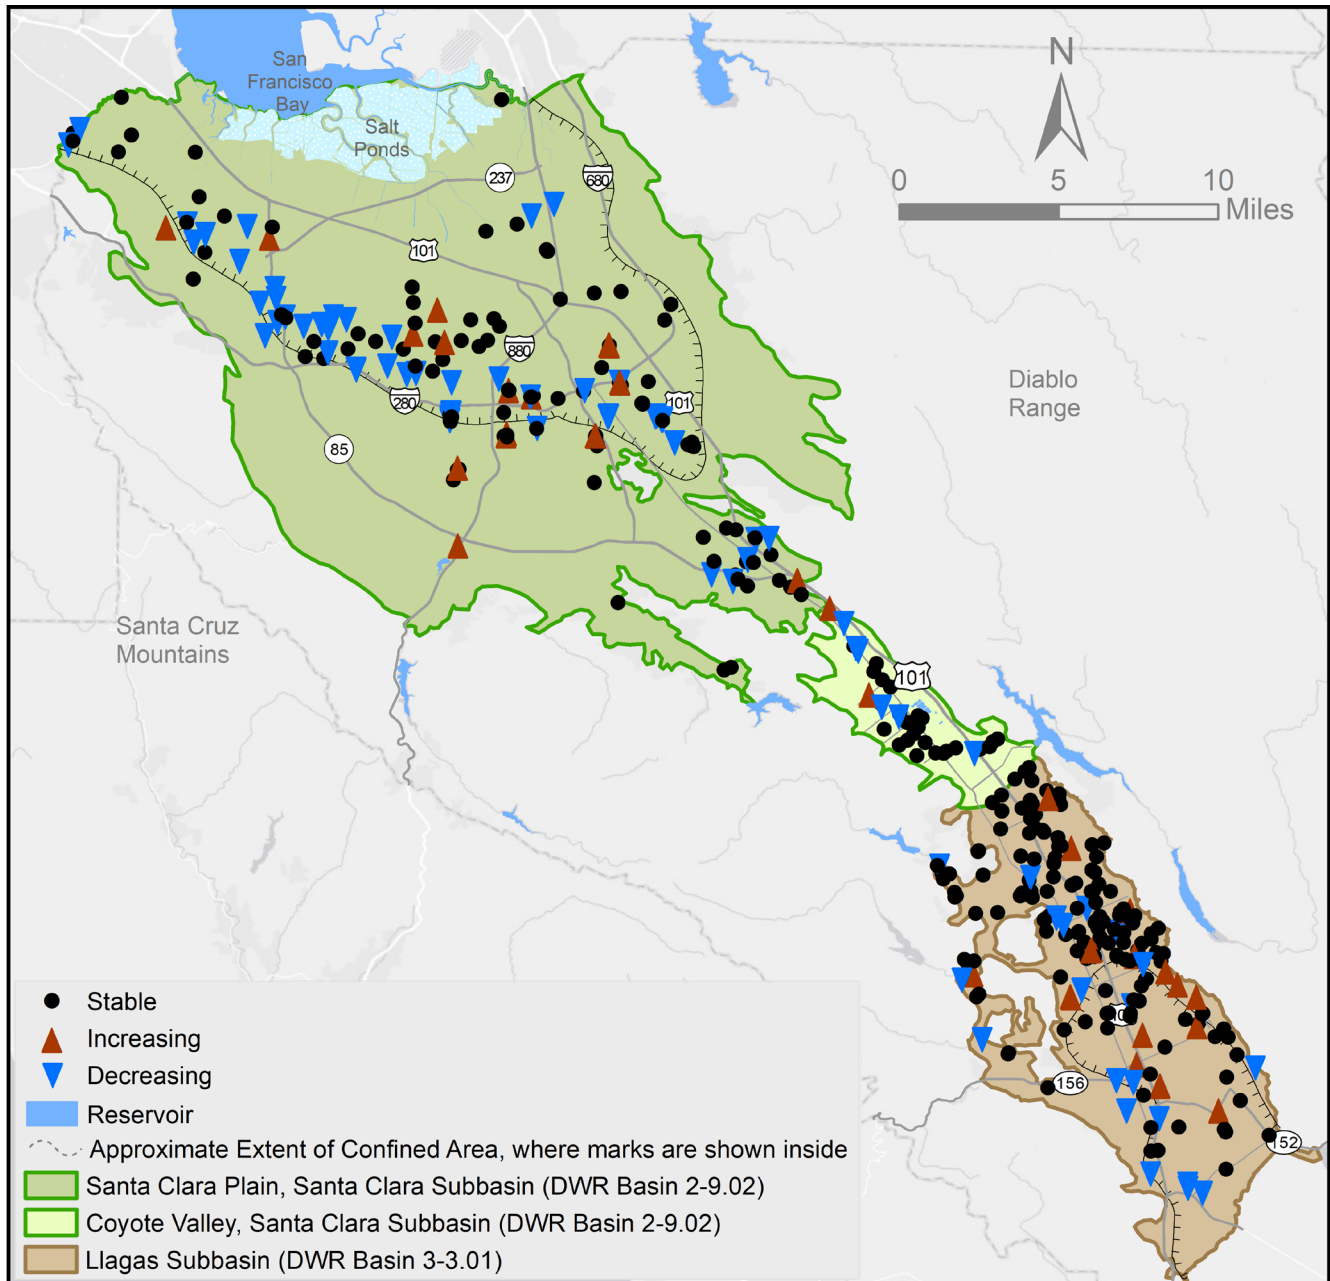 San
Francisco
Bay
Salt
Ponds
N
0 5 10
Miles
237
680
101
880
Diablo
Range
101
280
85
Santa Cruz
Mountains
101
10
156
152
Stable
Increasing
Decreasing
Reservoir
Approximate Extent of Confined Area, where marks are shown inside
Santa Clara Plain, Santa Clara Subbasin (DWR Basin 2-9.02)
Coyote Valley, Santa Clara Subbasin (DWR Basin 2-9.02)
Llagas Subbasin (DWR Basin 3-3.01)